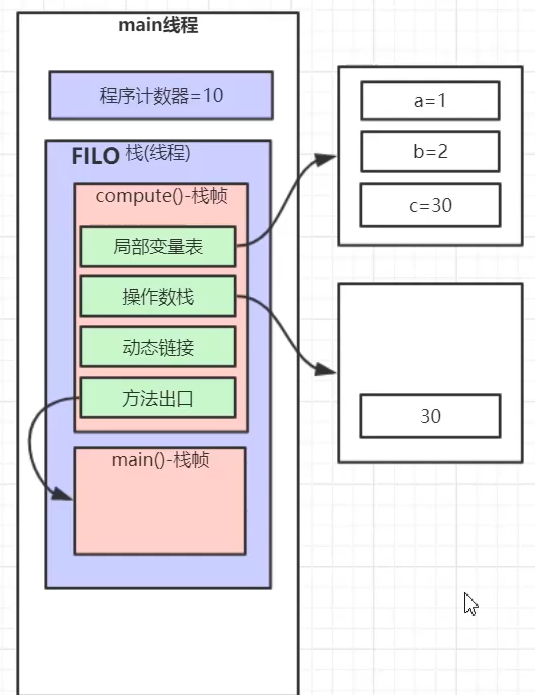 main线程
程序计数器=10
FILO 栈(线程)
compute()-栈帧
局部变量表
操作数栈
动态链接
方法出口
main()-栈帧
a=1
b=2
c=30
30